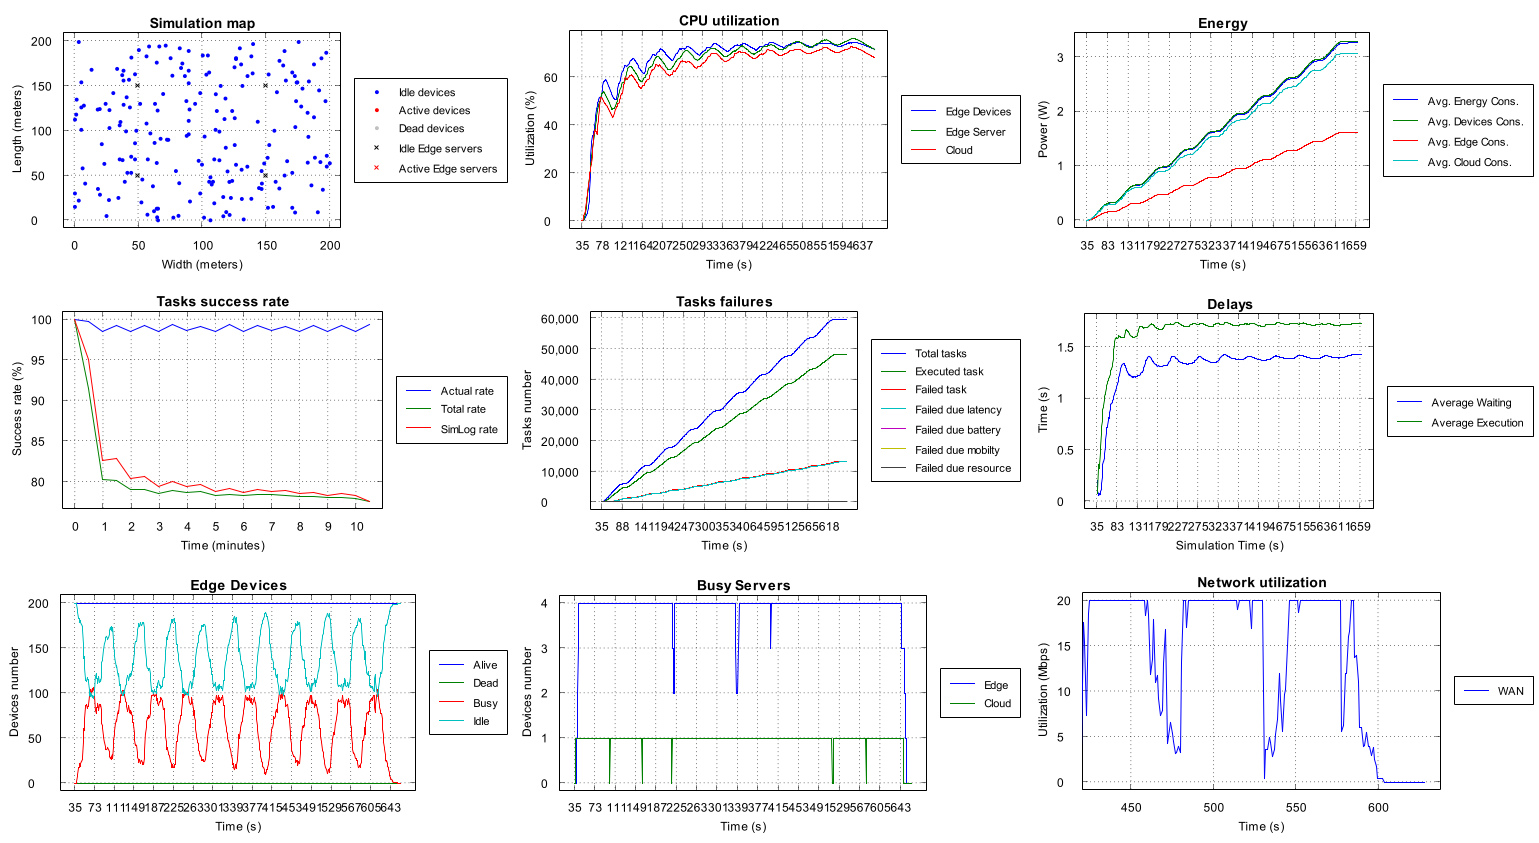 Simulation map
200
150
100
50
0
Length (meters)
0 50 100 150 200
Width (meters)
Idle devices
Active devices
Dead devices
Idle Edge servers
Active Edge servers
CPU utilization
60
40
20
0
Utilization (%)
Time (s)
Edge Devices
Edge Server
Cloud
Energy
3
2
1
0
Power (W)
Time (s)
Avg. Energy Cons.
Avg. Devices Cons.
Avg. Edge Cons.
Avg. Cloud Cons.
Tasks success rate
100
95
90
85
80
Success rate (%)
0 1 2 3 4 5 6 7 8 9 10
Time (minutes)
Actual rate
Total rate
SimLog rate
Tasks failures
60,000
50,000
40,000
30,000
20,000
10,000
0
Tasks number
Time (s)
Total tasks
Executed task
Failed task
Failed due latency
Failed due battery
Failed due mobilty
Failed due resource
Delays
1.5
1
0.5
0
Time (s)
Simulation Time (s)
Average Waiting
Average Execution
Edge Devices
200
150
100
50
0
Devices number
Time (s)
Alive
Dead
Busy
Idle
Busy Servers
4
3
2
1
0
Devices number
Time (s)
Edge
Cloud
Network utilization
20
15
10
5
0
Utilization (Mbps)
450 500 550 600
Time (s)
WAN